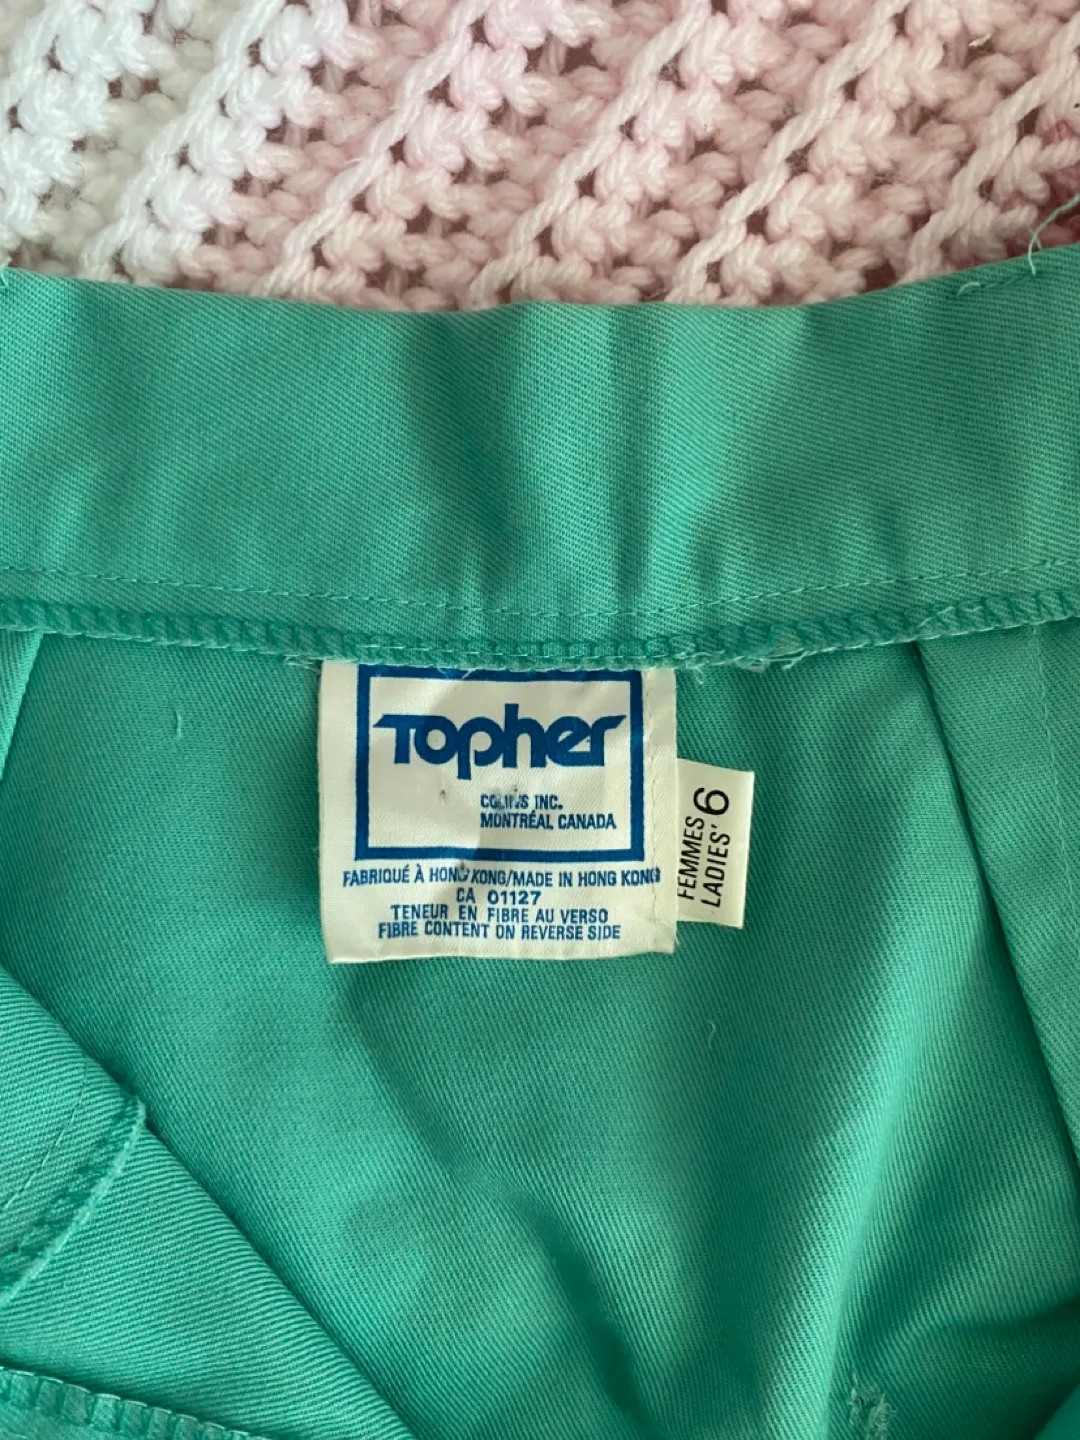 Topher
COLINS INC.
MONTRÉAL CANADA
FABRIQUÉ À HONG KONG/MADE IN HONG KONG
CA 01127
TENEUR EN FIBRE AU VERSO
FIBRE CONTENT ON REVERSE SIDE
FEMMES
LADIES' 6